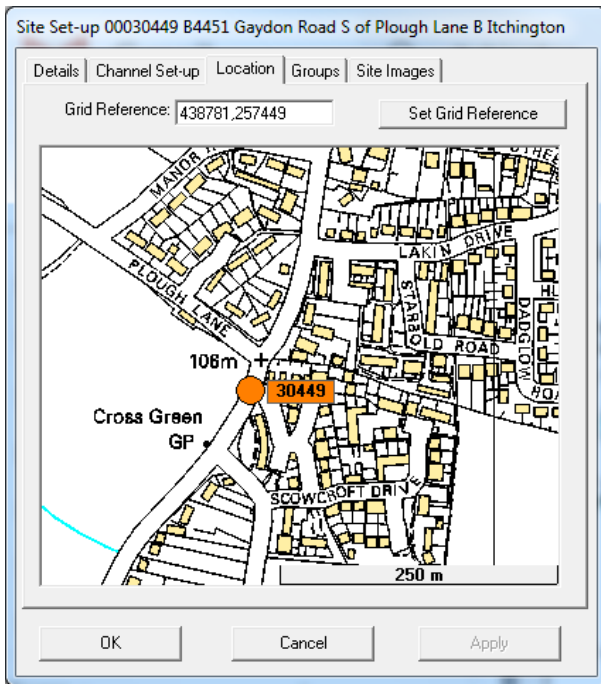 Site Set-up 00030449 B4451 Gaydon Road S of Plough Lane B Itchington
Details Channel Set-up Location Groups Site Images
Grid Reference: 438781,257449 Set Grid Reference
MANOR
LAKIN DRIVE
PLOUGH LANE
STARBOLD ROAD
DADGLOW
106m
30449
Cross Green
GP
SCOWCROFT DRIVE
250 m
OK Cancel Apply